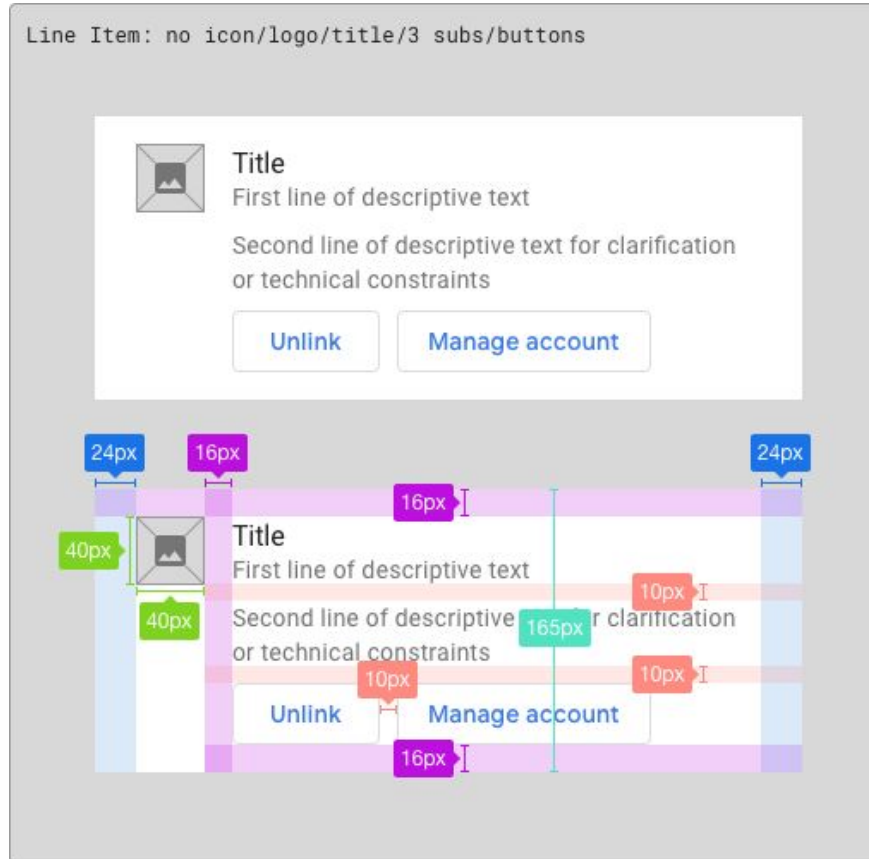 Line Item: no icon/logo/title/3 subs/buttons
Title
First line of descriptive text
Second line of descriptive text for clarification
or technical constraints
Unlink Manage account
24px 16px 24px
16px
Title
40px
First line of descriptive text
10px
40px
Second line of descriptive r clarification
165px
or technical constraints
10px
10px
Unlink Manage account
16px